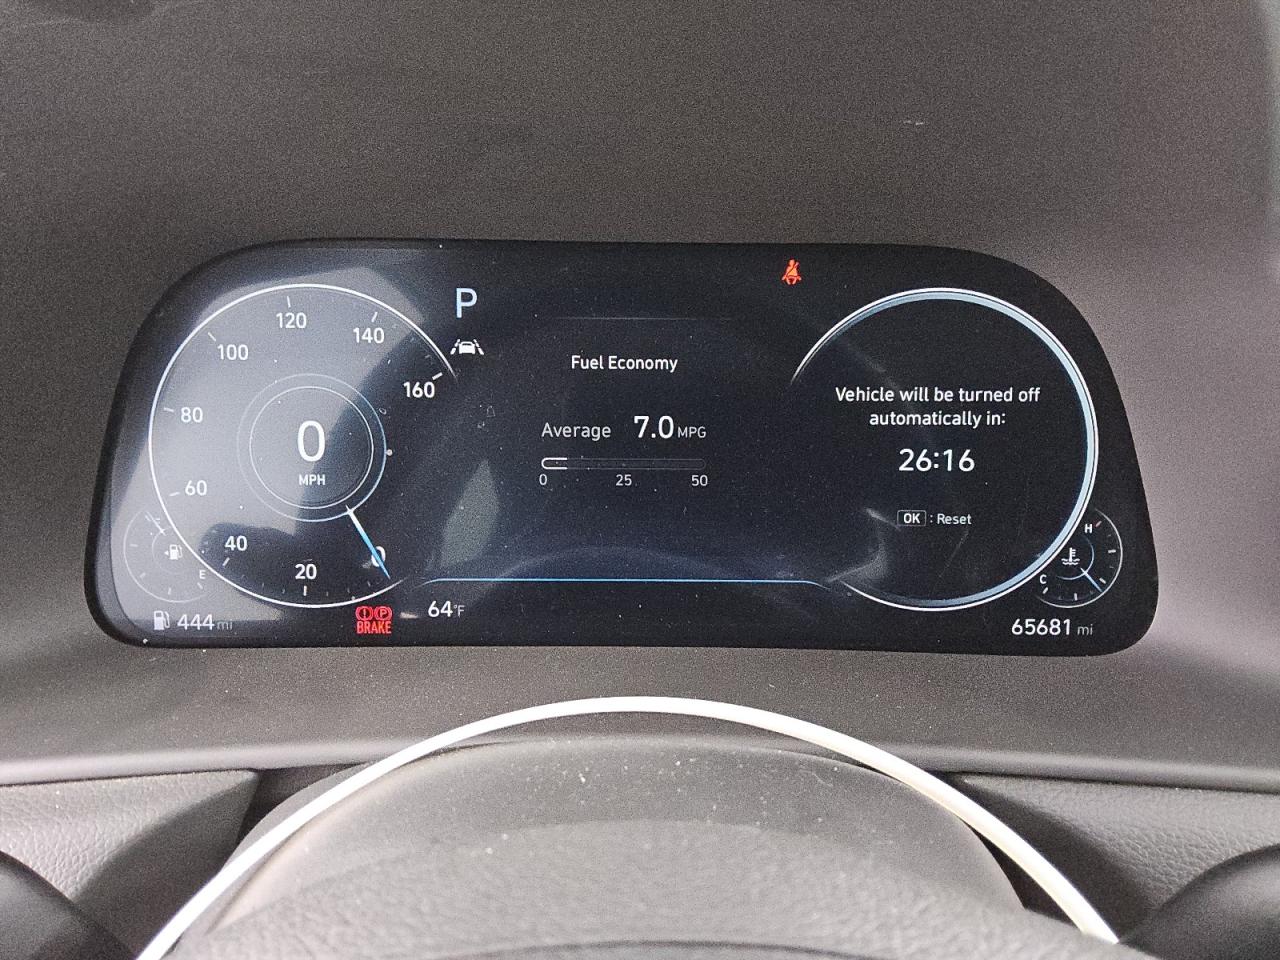 P
120
140
100
160
80
0
MPH
60
40
20
0
E
444 mi
BRAKE
P
64°F
Fuel Economy
Average 7.0 MPG
0 25 50
Vehicle will be turned off
automatically in:
26:16
OK : Reset
H
C
65681 mi